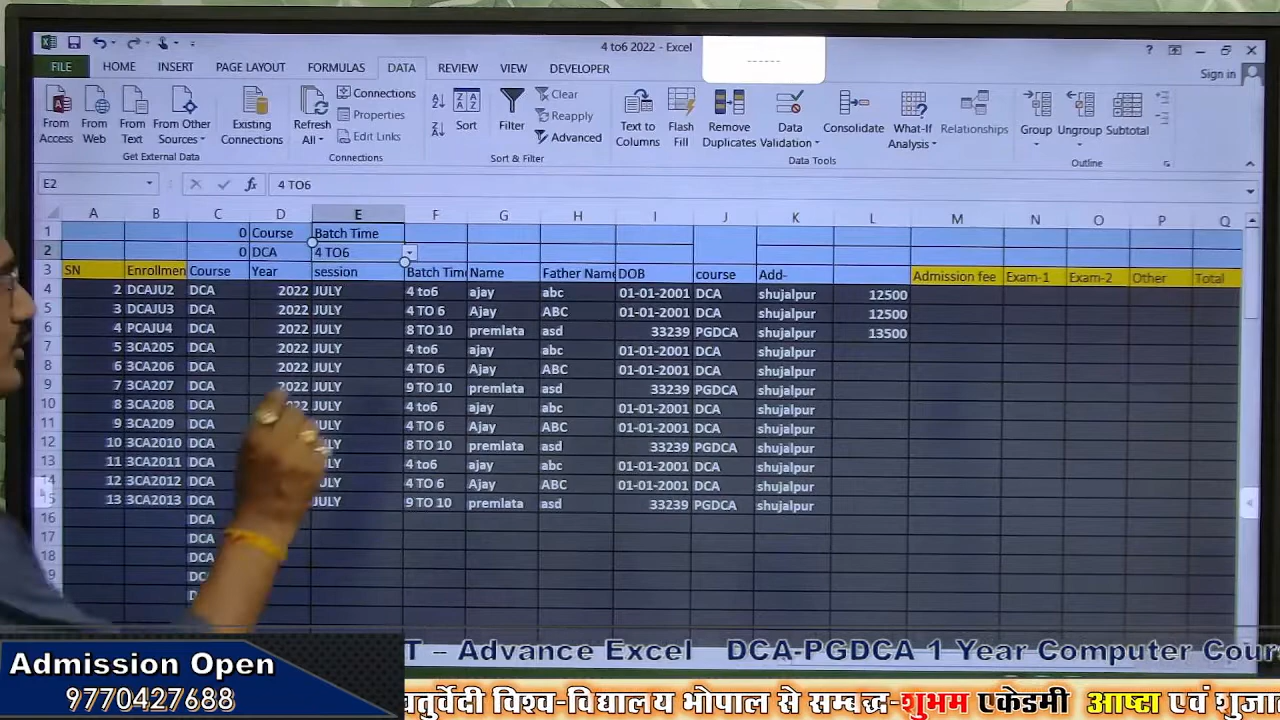 4 to6 2022 - Excel
------
? Sign in
FILE HOME INSERT PAGE LAYOUT FORMULAS DATA REVIEW VIEW DEVELOPER
From Access From Web From Text From Other Sources Existing Connections Refresh All Connections Properties Edit Links Sort Filter Clear Reapply Advanced Text to Columns Flash Fill Remove Duplicates Data Validation Consolidate What-If Analysis Relationships Group Ungroup Subtotal
Get External Data Connections Sort & Filter Data Tools Outline
E2 fx 4 TO6
A B C D E F G H I J K L M N O P Q
1 0 Course Batch Time
2 0 DCA 4 TO6
3 SN Enrollmen Course Year session Batch Time Name Father Name DOB course Add- Admission fee Exam-1 Exam-2 Other Total
4 2 DCAJU2 DCA 2022 JULY 4 to6 ajay abc 01-01-2001 DCA shujalpur 12500
5 3 DCAJU3 DCA 2022 JULY 4 TO 6 Ajay ABC 01-01-2001 DCA shujalpur 12500
6 4 PCAJU4 DCA 2022 JULY 8 TO 10 premlata asd 33239 PGDCA shujalpur 13500
7 5 3CA205 DCA 2022 JULY 4 to6 ajay abc 01-01-2001 DCA shujalpur
8 6 3CA206 DCA 2022 JULY 4 TO 6 Ajay ABC 01-01-2001 DCA shujalpur
9 7 3CA207 DCA 2022 JULY 9 TO 10 premlata asd 33239 PGDCA shujalpur
10 8 3CA208 DCA JULY 4 to6 ajay abc 01-01-2001 DCA shujalpur
11 9 3CA209 DCA 4 TO 6 Ajay ABC 01-01-2001 DCA shujalpur
12 10 3CA2010 DCA 8 TO 10 premlata asd 33239 PGDCA shujalpur
13 11 3CA2011 DCA 4 to6 ajay abc 01-01-2001 DCA shujalpur
14 12 3CA2012 DCA JULY 4 TO 6 Ajay ABC 01-01-2001 DCA shujalpur
13 3CA2013 DCA JULY 9 TO 10 premlata asd 33239 PGDCA shujalpur
16 DCA
17 DCA
18 DCA
Admission Open
9770427688
– Advance Excel DCA-PGDCA 1 Year Computer
विश्व-विद्यालय भोपाल से सम्बद्ध-शुभम एकेडमी आष्टा एवं